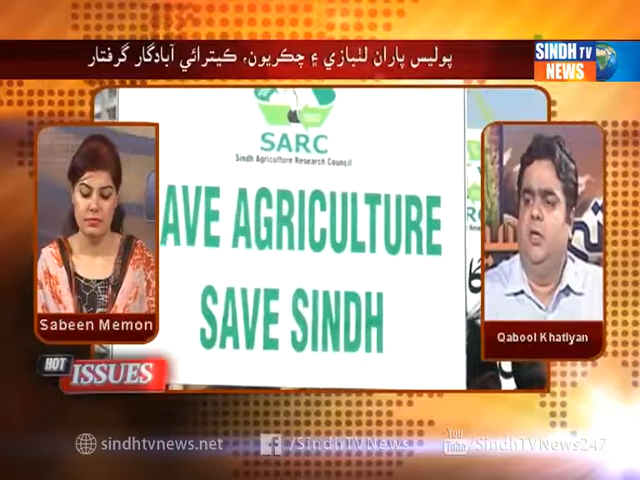 پوليس پاران لٺبازي ۽ چڪريون، ڪيترائي آبادگار گرفتار
SINDH TV
NEWS
SARC
Sindh Agriculture Research Council
AVE AGRICULTURE
SAVE SINDH
Sabeen Memon
Qabool Khatiyan
HOT
ISSUES
sindhtvnews.net
f /SindhTVNews
You Tube /SindhTVNews247